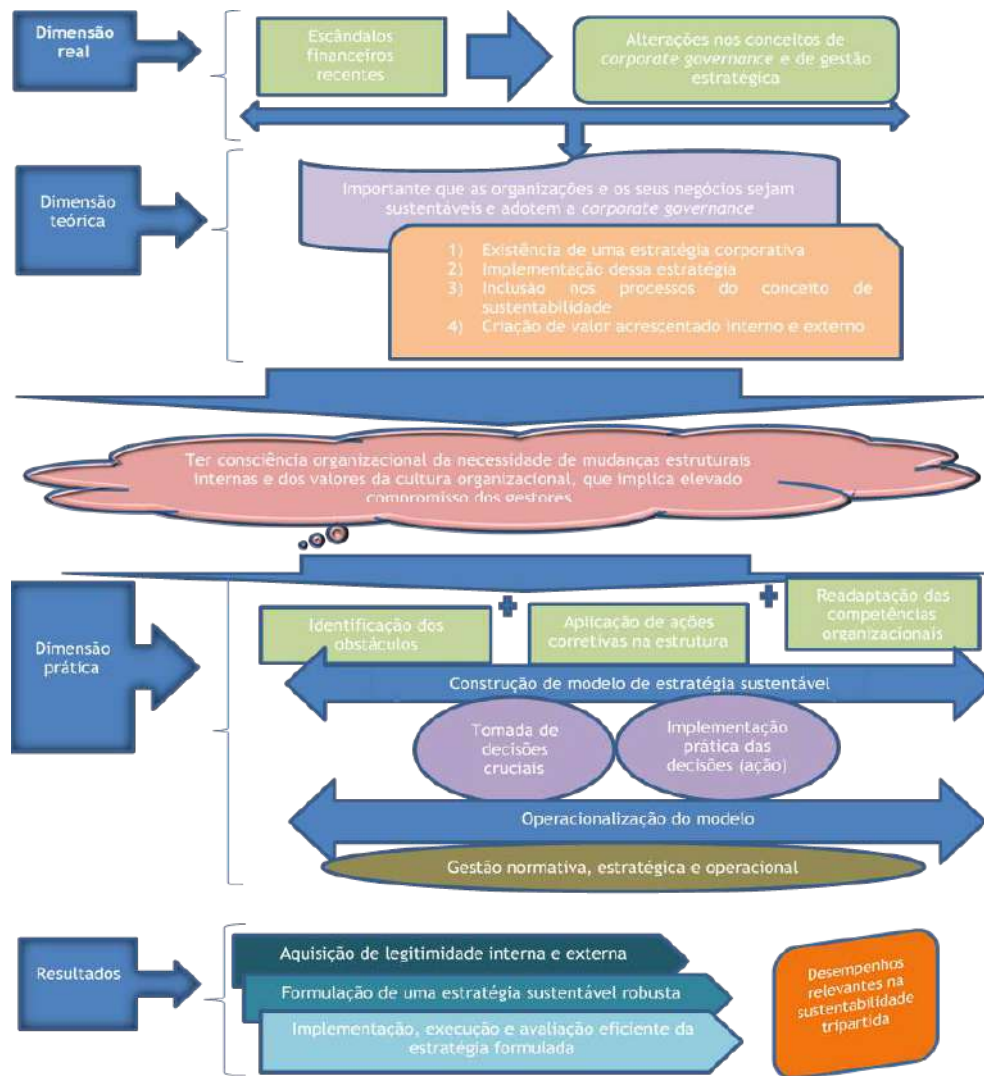 Dimensão
real
Escândalos
financeiros
recentes
Alterações nos conceitos de
corporate governance e de gestão
estratégica
Dimensão
teórica
Importante que as organizações e os seus negócios sejam
sustentáveis e adotem a corporate governance
1) Existência de uma estratégia corporativa
2) Implementação dessa estratégia
3) Inclusão nos processos do conceito de
sustentabilidade
4) Criação de valor acrescentado interno e externo
Ter consciência organizacional da necessidade de mudanças estruturais
internas e dos valores da cultura organizacional, que implica elevado
compromisso dos gestores
Dimensão
prática
Identificação dos
obstáculos
Aplicação de ações
corretivas na estrutura
Readaptação das
competências
organizacionais
Construção de modelo de estratégia sustentável
Tomada de
decisões
cruciais
Implementação
prática das
decisões (ação)
Operacionalização do modelo
Gestão normativa, estratégica e operacional
Resultados
Aquisição de legitimidade interna e externa
Formulação de uma estratégia sustentável robusta
Implementação, execução e avaliação eficiente da
estratégia formulada
Desempenhos
relevantes na
sustentabilidade
tripartida